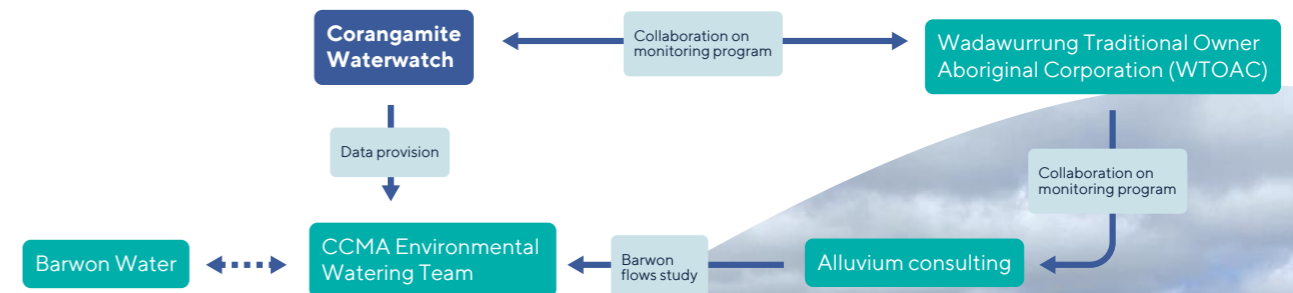 Corangamite
Waterwatch
Collaboration on
monitoring program
Wadawurrung Traditional Owner
Aboriginal Corporation (WTOAC)
Data provision
Collaboration on
monitoring program
Barwon Water
CCMA Environmental
Watering Team
Barwon
flows study
Alluvium consulting